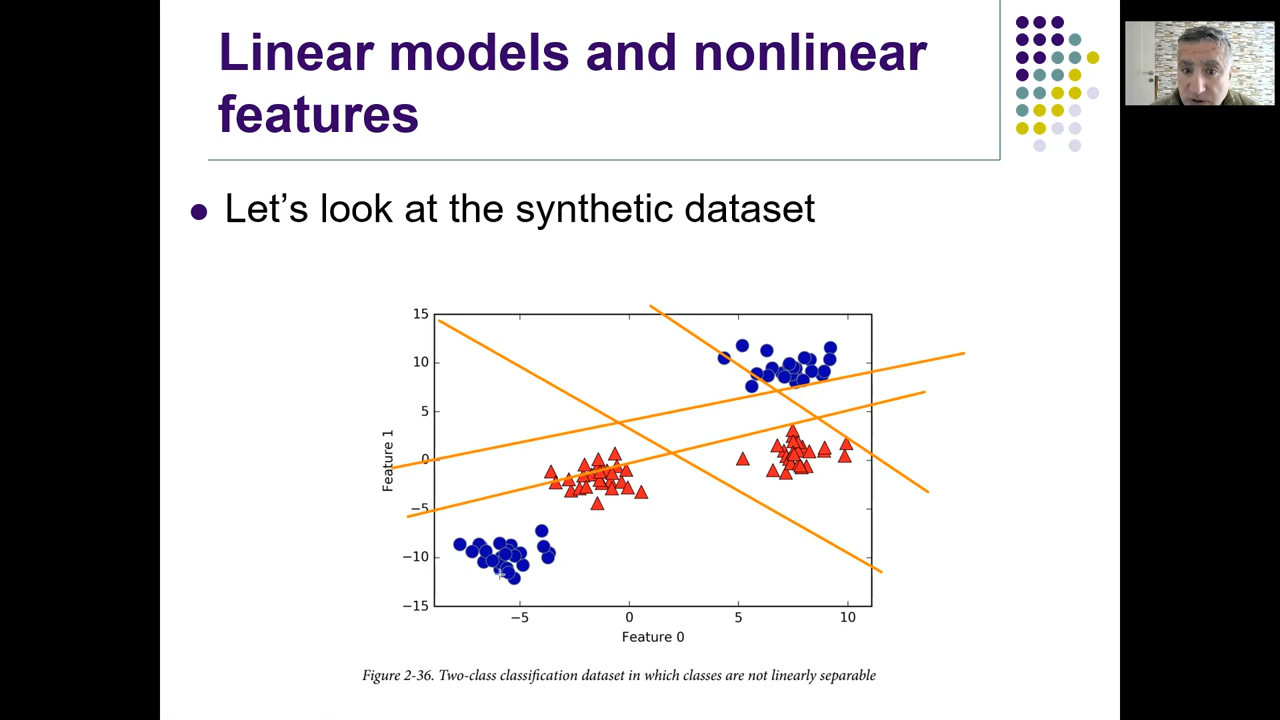 Linear models and nonlinear
features
Let's look at the synthetic dataset
15
10
5
0
−5
−10
−15
Feature 1
−5 0 5 10
Feature 0
Figure 2-36. Two-class classification dataset in which classes are not linearly separable